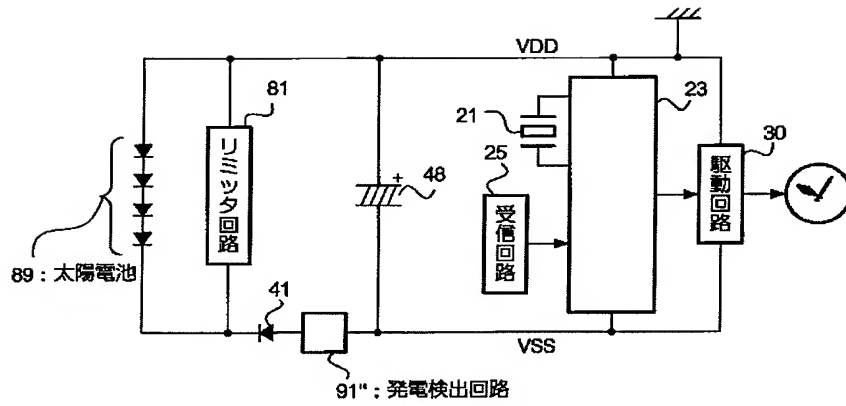 VDD
81
リミッタ回路
21
23
30
駆動回路
25
受信回路
+
48
89：太陽電池
41
VSS
91"：発電検出回路